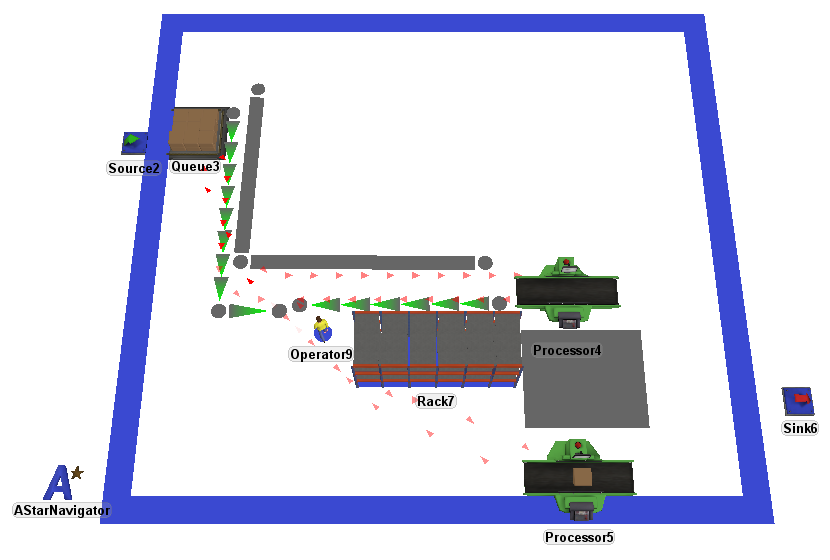 Source2
Queue3
Operator9
Processor4
Rack7
Sink6
A
AStarNavigator
Processor5